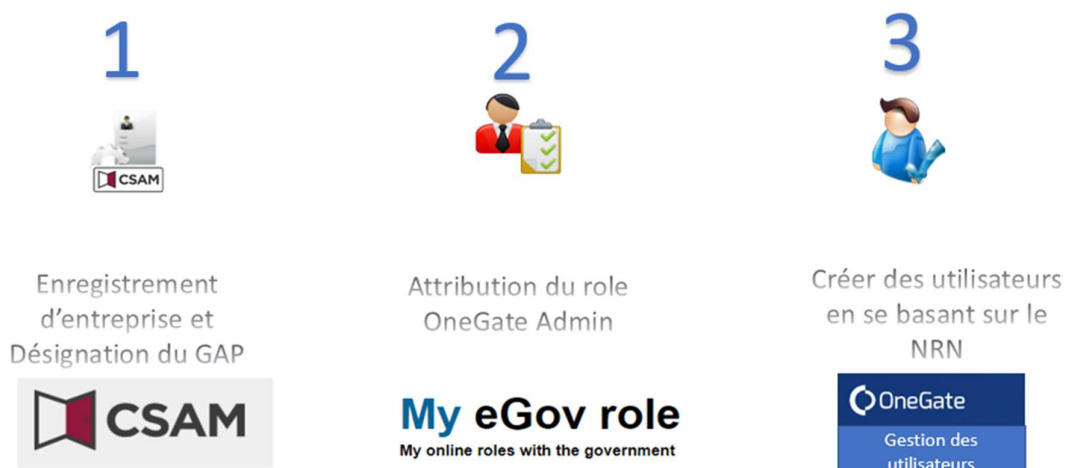 1
2
3
CSAM
Enregistrement
d'entreprise et
Désignation du GAP
CSAM
Attribution du role
OneGate Admin
My eGov role
My online roles with the government
Créer des utilisateurs
en se basant sur le
NRN
OneGate
Gestion des
utilisateurs